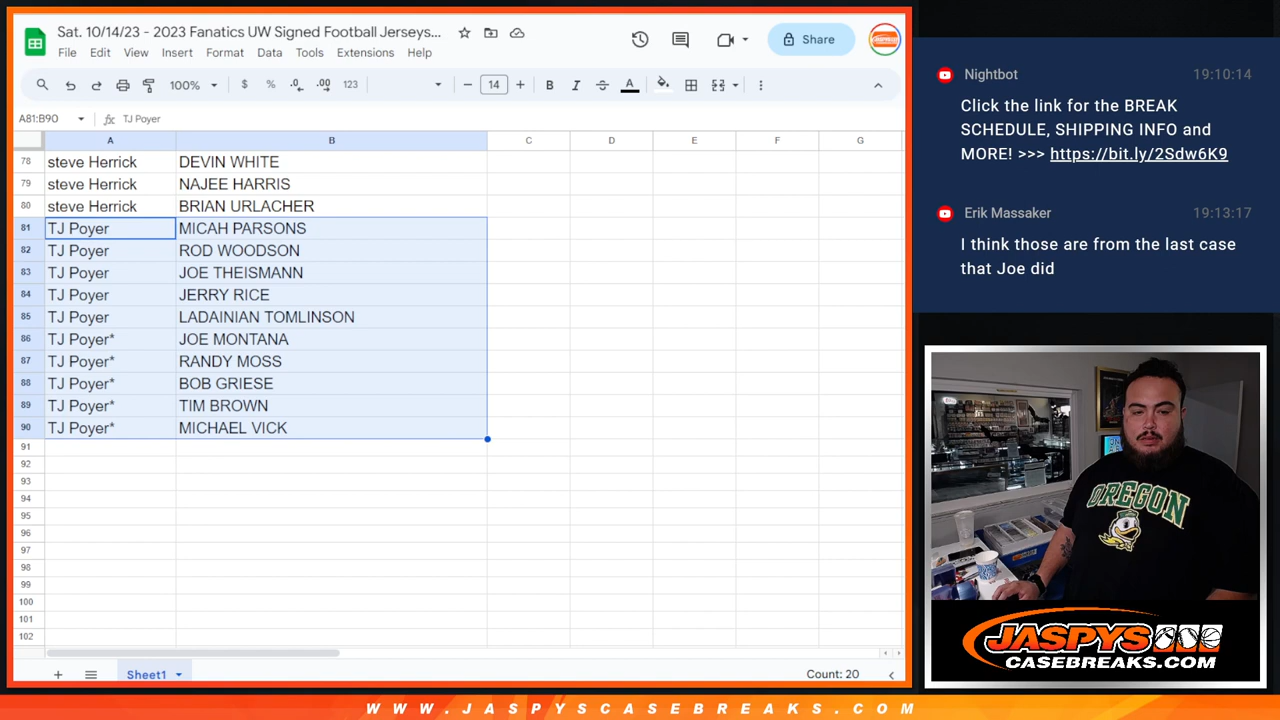 Sat. 10/14/23 - 2023 Fanatics UW Signed Football Jerseys...
File Edit View Insert Format Data Tools Extensions Help
Share
100% $ % .0 .00 123 14 B I A
A81:B90 fx TJ Poyer
A B C D E F G
78 steve Herrick DEVIN WHITE
79 steve Herrick NAJEE HARRIS
80 steve Herrick BRIAN URLACHER
81 TJ Poyer MICAH PARSONS
82 TJ Poyer ROD WOODSON
83 TJ Poyer JOE THEISMANN
84 TJ Poyer JERRY RICE
85 TJ Poyer LADAINIAN TOMLINSON
86 TJ Poyer* JOE MONTANA
87 TJ Poyer* RANDY MOSS
88 TJ Poyer* BOB GRIESE
89 TJ Poyer* TIM BROWN
90 TJ Poyer* MICHAEL VICK
91
92
93
94
95
96
97
98
99
100
101
102
Sheet1 Count: 20
Nightbot 19:10:14
Click the link for the BREAK
SCHEDULE, SHIPPING INFO and
MORE! >>> https://bit.ly/2Sdw6K9
Erik Massaker 19:13:17
I think those are from the last case
that Joe did
OREGON
JASPYS
CASEBREAKS.COM
WWW.JASPYSCASEBREAKS.COM